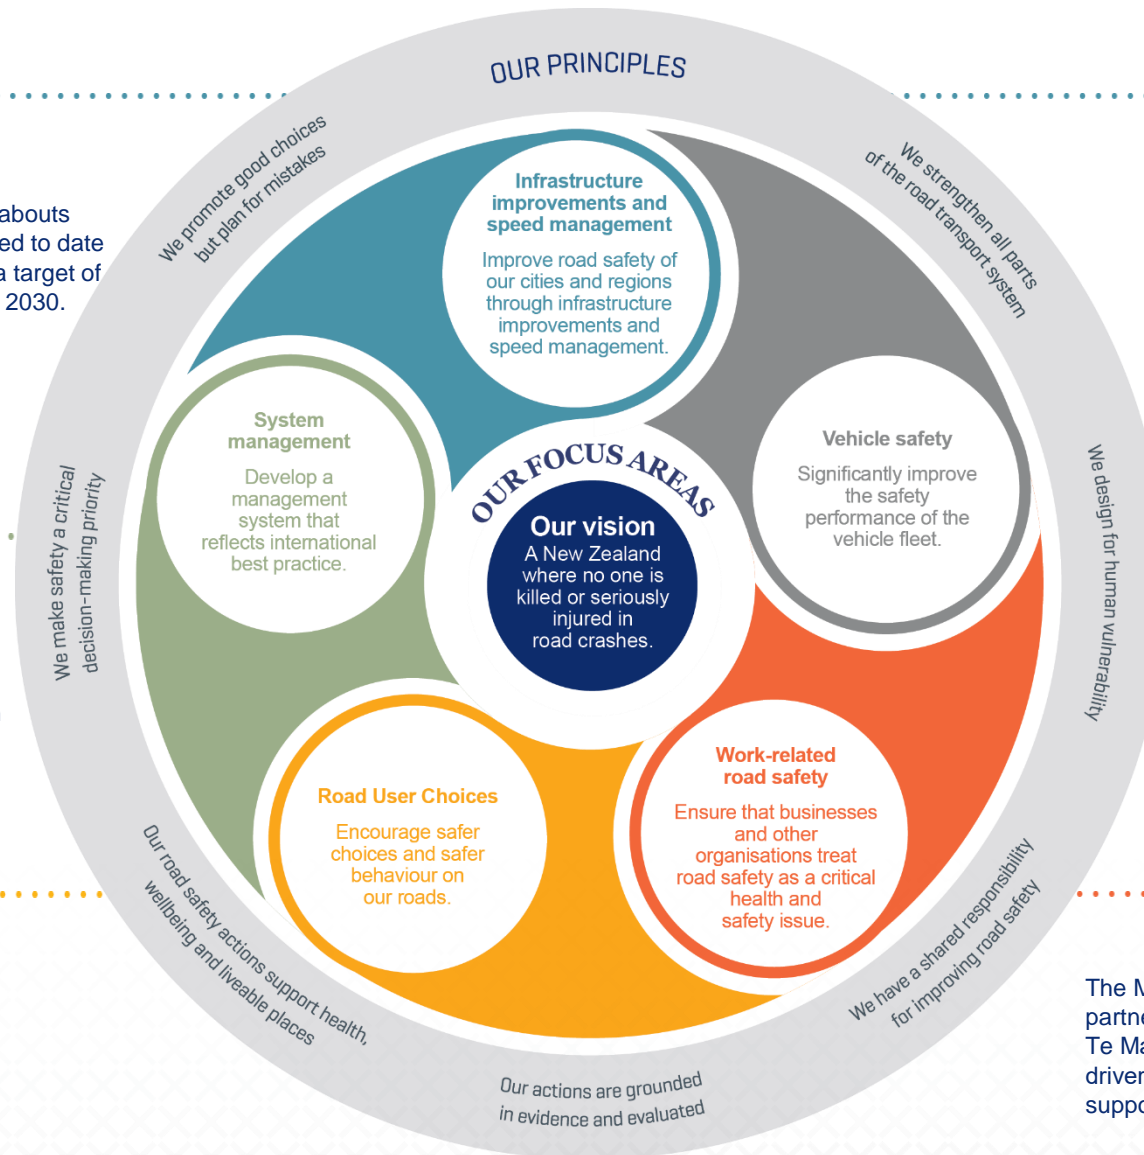 OUR PRINCIPLES
We promote good choices
but plan for mistakes
We strengthen all parts
of the road transport system
abouts
ed to date
a target of
2030.
Infrastructure
improvements and
speed management
Improve road safety of
our cities and regions
through infrastructure
improvements and
speed management.
System
management
Develop a
management
system that
reflects international
best practice.
Vehicle safety
Significantly improve
the safety
performance of the
vehicle fleet.
OUR FOCUS AREAS
Our vision
A New Zealand
where no one is
killed or seriously
injured in
road crashes.
We make safety a critical
decision-making priority
We design for human vulnerability
Road User Choices
Encourage safer
choices and safer
behaviour on
our roads.
Work-related
road safety
Ensure that businesses
and other
organisations treat
road safety as a critical
health and
safety issue.
Our road safety actions support health,
wellbeing and liveable places
We have a shared responsibility
for improving road safety
Our actions are grounded
in evidence and evaluated
The M
partne
Te Ma
driver
suppo